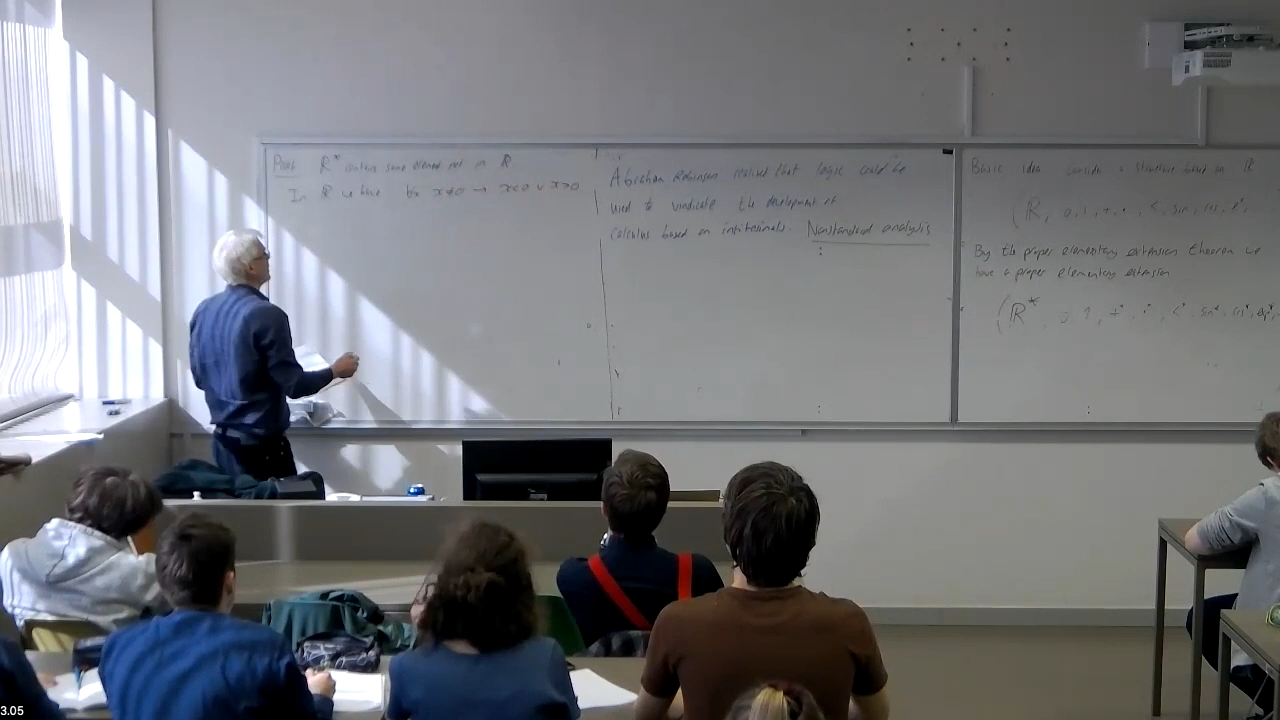 Proof. R* contains some element not in R
In R we have ∀x x≠0 → x<0 ∨ x>0
Abraham Robinson realised that logic could be
used to vindicate the development of
Calculus based on infinitesimals. Nonstandard analysis
Basic idea consider a structure based on R
(R, 0, 1, +, ·, <, sin, cos, e^x,
By the proper elementary extension theorem we
have a proper elementary extension
(R*, 0, 1, +*, ·*, <*, sin*, cos*, exp*,
3.05